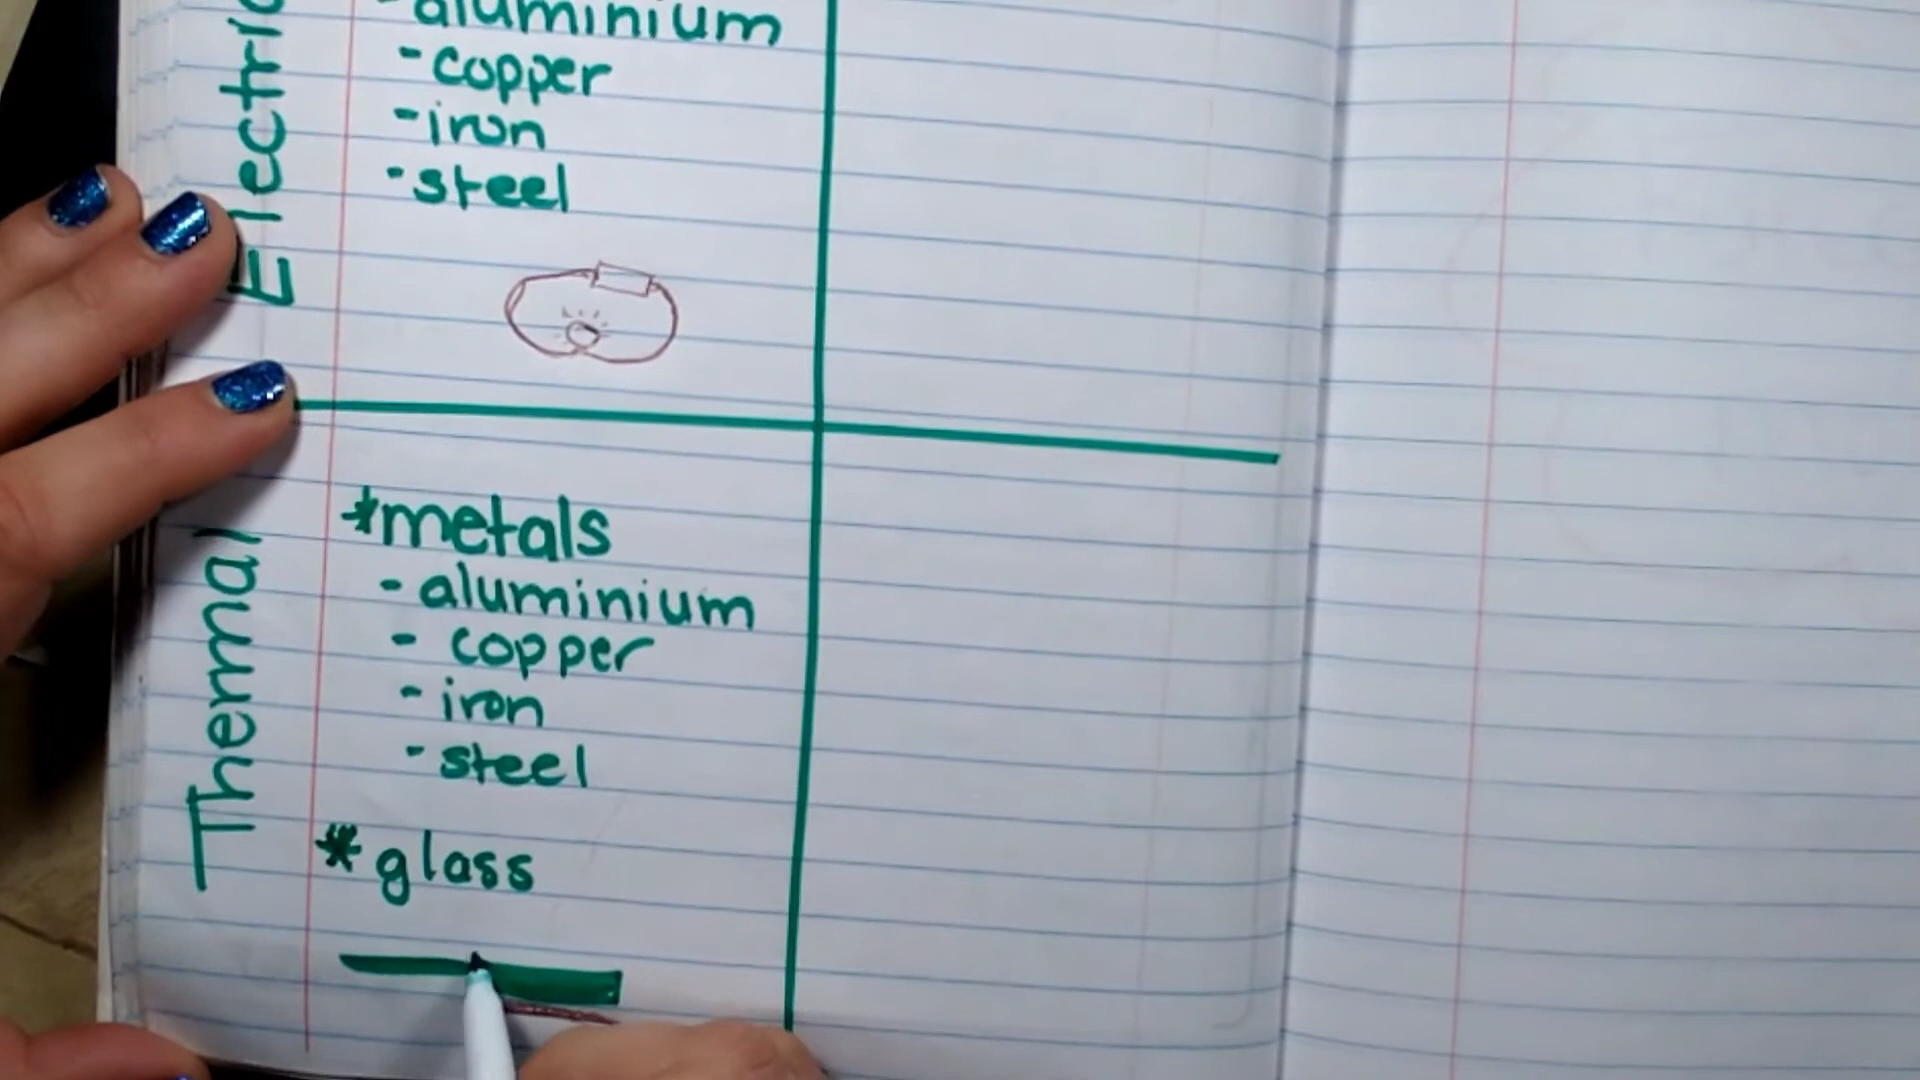 Electric
-aluminium
-copper
-iron
-steel
Thermal
*metals
-aluminium
- copper
-iron
-steel
*glass